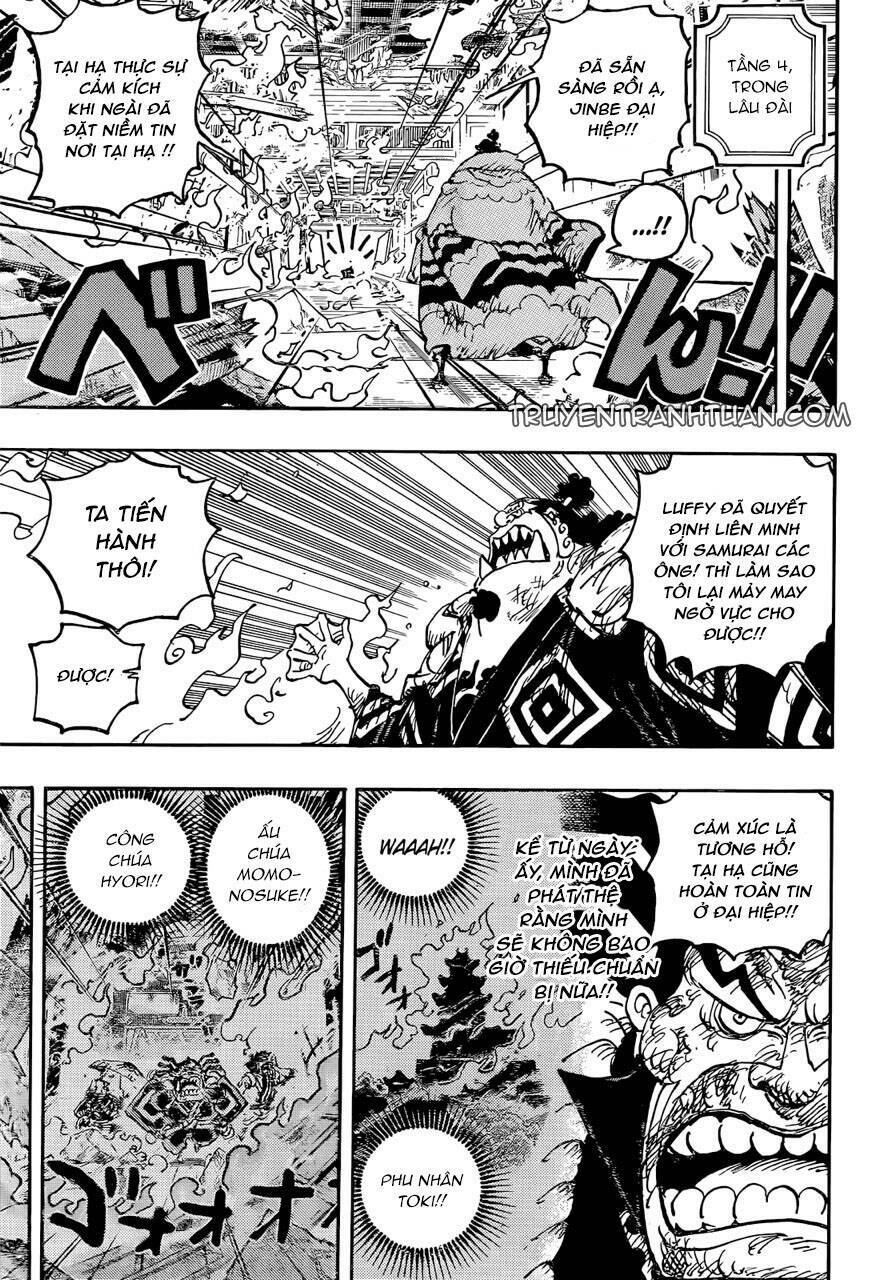 TẦNG 4,
TRONG
LÂU ĐÀI
ĐÃ SẴN
SÀNG RỒI Ạ,
JINBE ĐẠI
HIỆP!!
TẠI HẠ THỰC SỰ
CẢM KÍCH
KHI NGÀI ĐÃ
ĐẶT NIỀM TIN
NƠI TẠI HẠ !!
...!!
べん!!
TRUYENTRANHTUAN.COM
LUFFY ĐÃ QUYẾT
ĐỊNH LIÊN MINH
VỚI SAMURAI CÁC
ÔNG! THÌ LÀM SAO
TÔI LẠI MẢY MAY
NGỜ VỰC CHO
ĐƯỢC!!
TA TIẾN
HÀNH
THÔI!
ĐƯỢC!
CẢM XÚC LÀ
TƯƠNG HỖ!
TẠI HẠ CŨNG
HOÀN TOÀN TIN
Ở ĐẠI HIỆP!!
KỂ TỪ NGÀY
ẤY, MÌNH ĐÃ
PHÁT THỆ
RẰNG MÌNH
SẼ KHÔNG BAO
GIỜ THIẾU CHUẨN
BỊ NỮA!!
WAAAH!!
PHU NHÂN
TOKI!!
ẤU
CHÚA
MOMO-
NOSUKE!!
CÔNG
CHÚA
HYORI!!
ゴォオオオ